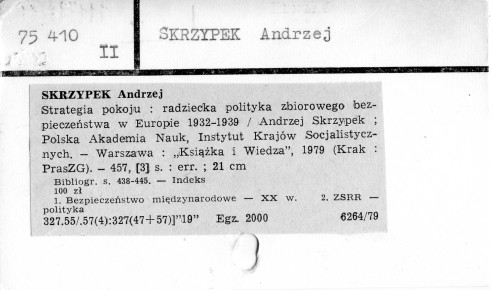 75 410
II
SKRZYPEK Andrzej
SKRZYPEK Andrzej
Strategia pokoju : radziecka polityka zbiorowego bez-
pieczeństwa w Europie 1932-1939 / Andrzej Skrzypek ;
Polska Akademia Nauk, Instytut Krajów Socjalistycz-
nych. — Warszawa : „Książka i Wiedza”, 1979 (Krak :
PrasZG). — 457, [3] s. : err. ; 21 cm
Bibliogr. s. 438-445. — Indeks
100 zł
1. Bezpieczeństwo międzynarodowe — XX w. 2. ZSRR —
polityka
327.55/.57(4):327(47+57)]"19" Egz. 2000 6264/79